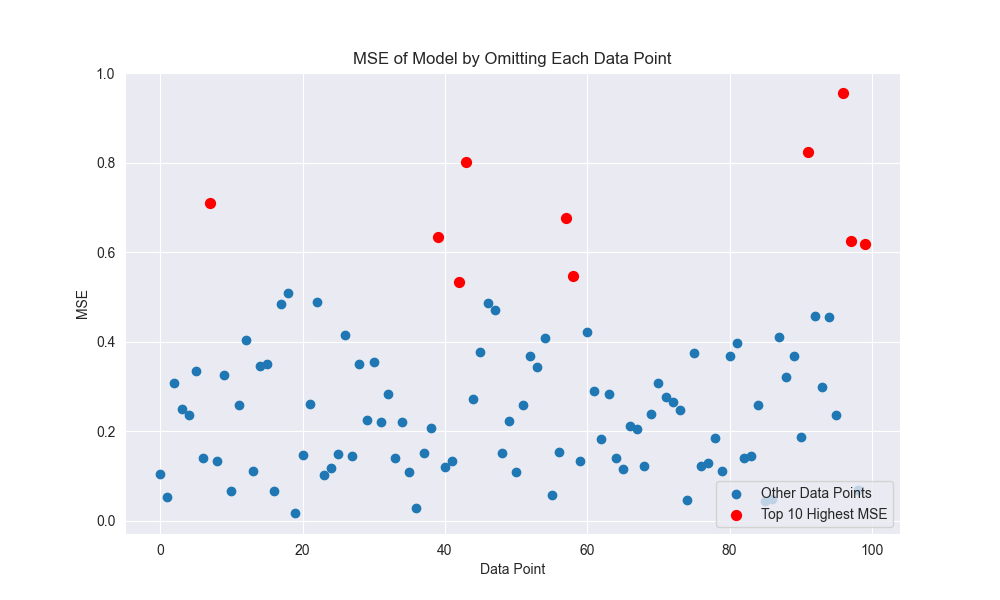 MSE of Model by Omitting Each Data Point
1.0
0.8
0.6
0.4
0.2
0.0
MSE
0 20 40 60 80 100
Data Point
Other Data Points
Top 10 Highest MSE